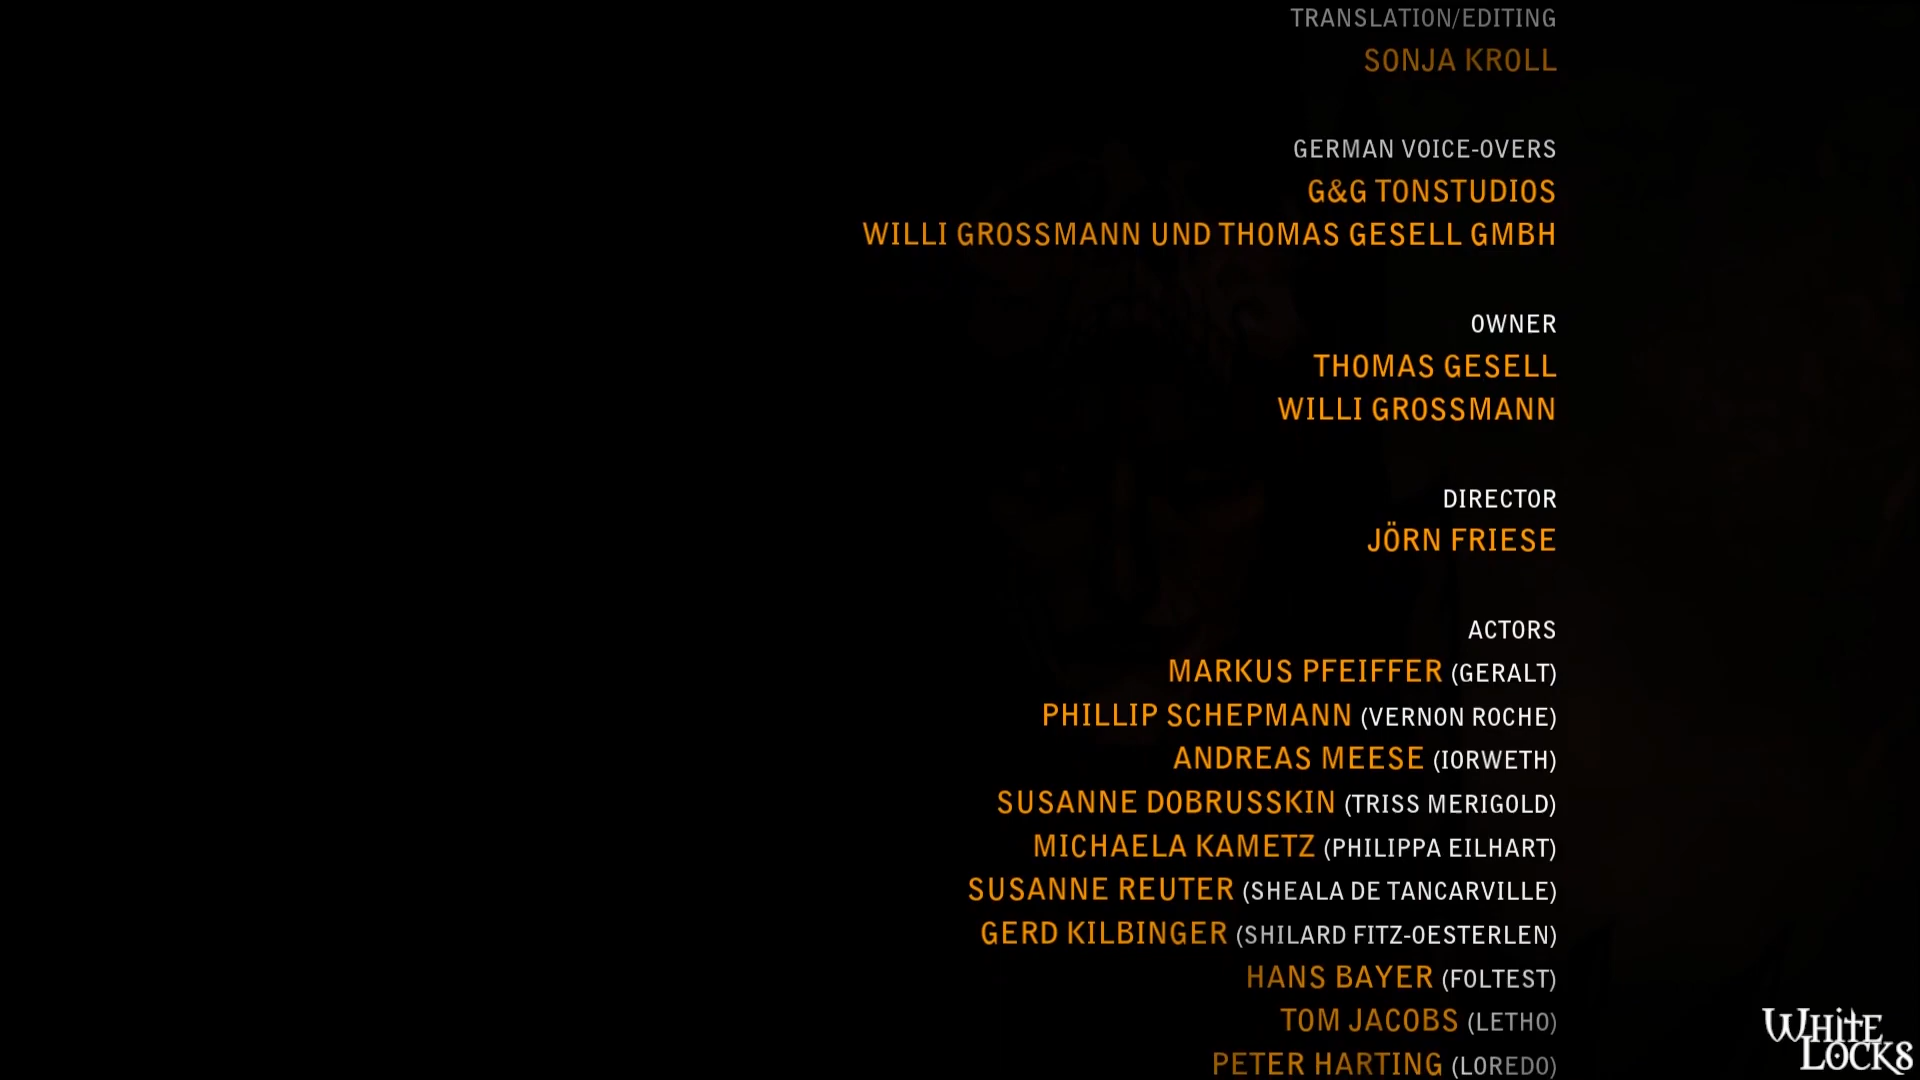 TRANSLATION/EDITING
SONJA KROLL
GERMAN VOICE-OVERS
G&G TONSTUDIOS
WILLI GROSSMANN UND THOMAS GESELL GMBH
OWNER
THOMAS GESELL
WILLI GROSSMANN
DIRECTOR
JÖRN FRIESE
ACTORS
MARKUS PFEIFFER (GERALT)
PHILLIP SCHEPMANN (VERNON ROCHE)
ANDREAS MEESE (IORWETH)
SUSANNE DOBRUSSKIN (TRISS MERIGOLD)
MICHAELA KAMETZ (PHILIPPA EILHART)
SUSANNE REUTER (SHEALA DE TANCARVILLE)
GERD KILBINGER (SHILARD FITZ-OESTERLEN)
HANS BAYER (FOLTEST)
TOM JACOBS (LETHO)
PETER HARTING (LOREDO)
WHITE
LOCKS